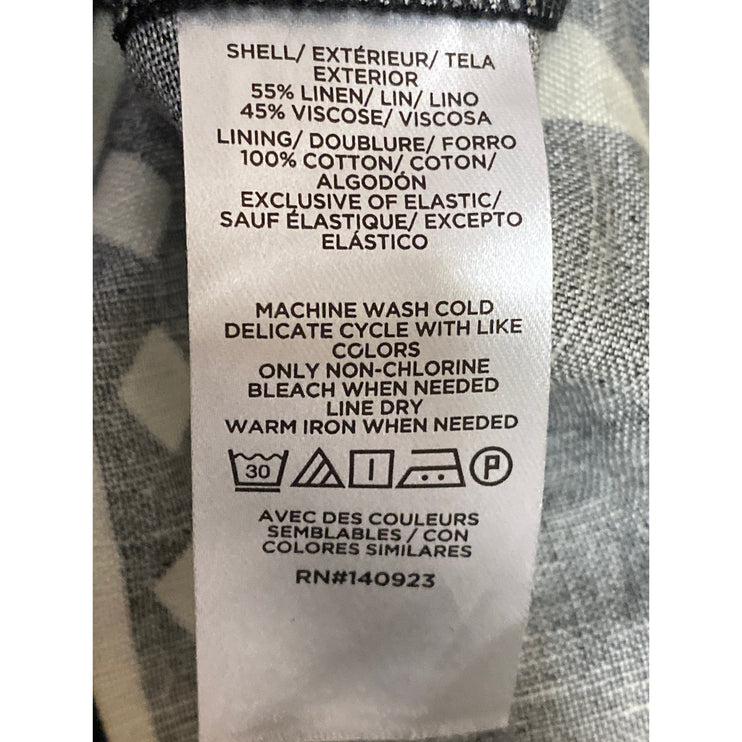 SHELL/ EXTÉRIEUR/ TELA
EXTERIOR
55% LINEN/ LIN/ LINO
45% VISCOSE/ VISCOSA
LINING/ DOUBLURE/ FORRO
100% COTTON/ COTON/
ALGODÓN
EXCLUSIVE OF ELASTIC/
SAUF ÉLASTIQUE/ EXCEPTO
ELÁSTICO
MACHINE WASH COLD
DELICATE CYCLE WITH LIKE
COLORS
ONLY NON-CHLORINE
BLEACH WHEN NEEDED
LINE DRY
WARM IRON WHEN NEEDED
30 P
AVEC DES COULEURS
SEMBLABLES / CON
COLORES SIMILARES
RN#140923